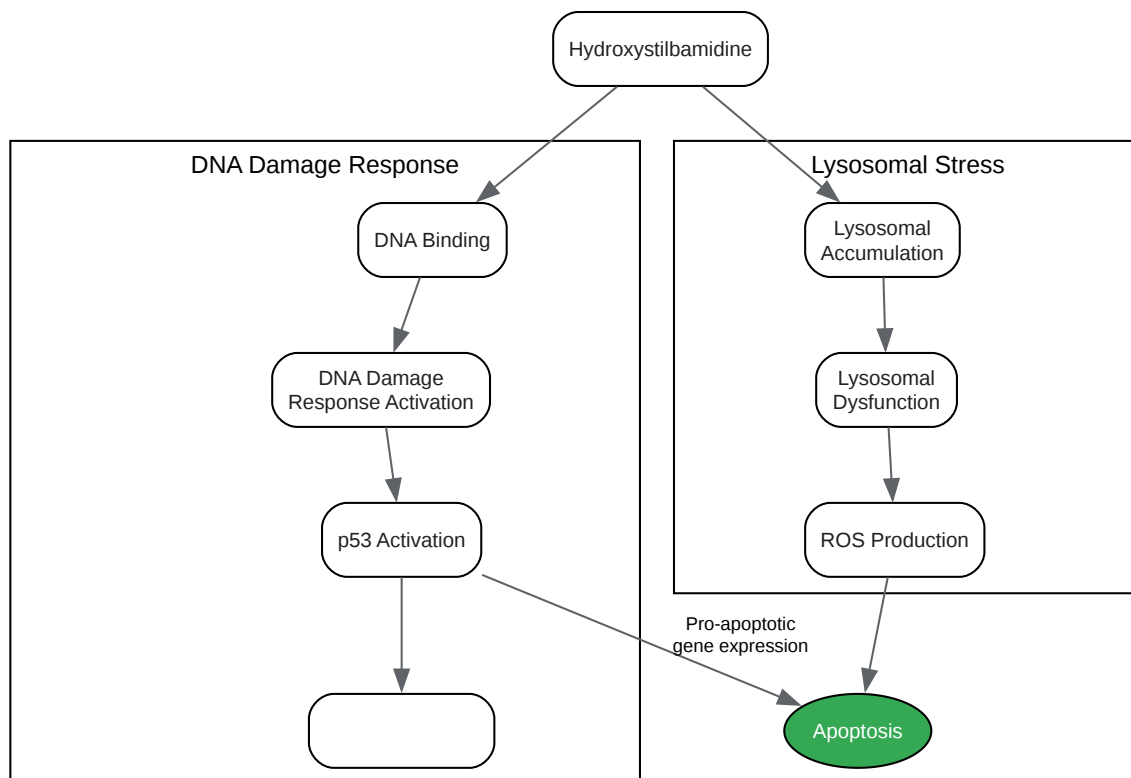 Hydroxystilbamidine
DNA Damage Response
Lysosomal Stress
DNA Binding
Lysosomal
Accumulation
DNA Damage
Response Activation
Lysosomal
Dysfunction
p53 Activation
ROS Production
Pro-apoptotic
gene expression
Apoptosis